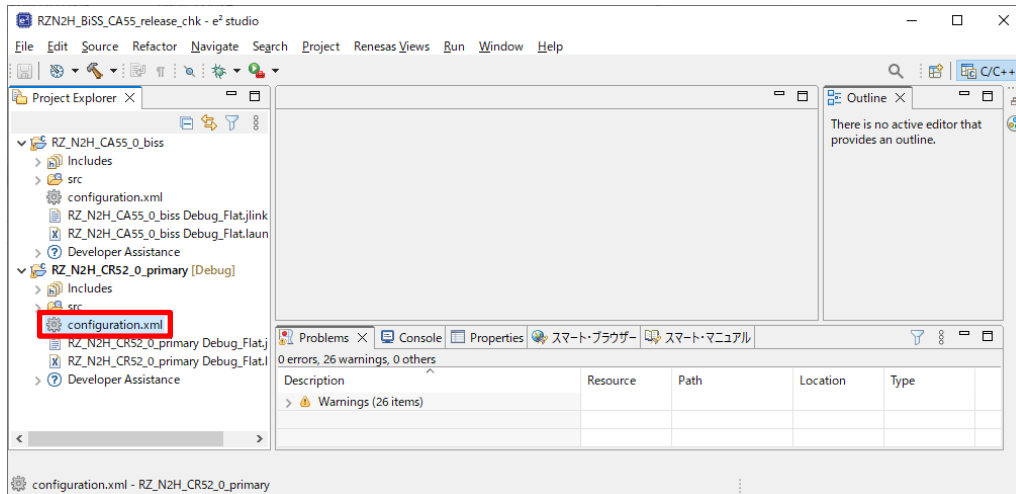 RZN2H_BiSS_CA55_release_chk - e² studio
File Edit Source Refactor Navigate Search Project Renesas Views Run Window Help
C/C++
Project Explorer
RZ_N2H_CA55_0_biss
Includes
src
configuration.xml
RZ_N2H_CA55_0_biss Debug_Flat.jlink
RZ_N2H_CA55_0_biss Debug_Flat.laun
Developer Assistance
RZ_N2H_CR52_0_primary [Debug]
Includes
src
configuration.xml
RZ_N2H_CR52_0_primary Debug_Flat.j
RZ_N2H_CR52_0_primary Debug_Flat.l
Developer Assistance
Outline
There is no active editor that
provides an outline.
Problems Console Properties スマート・ブラウザー スマート・マニュアル
0 errors, 26 warnings, 0 others
Description Resource Path Location Type
Warnings (26 items)
configuration.xml - RZ_N2H_CR52_0_primary